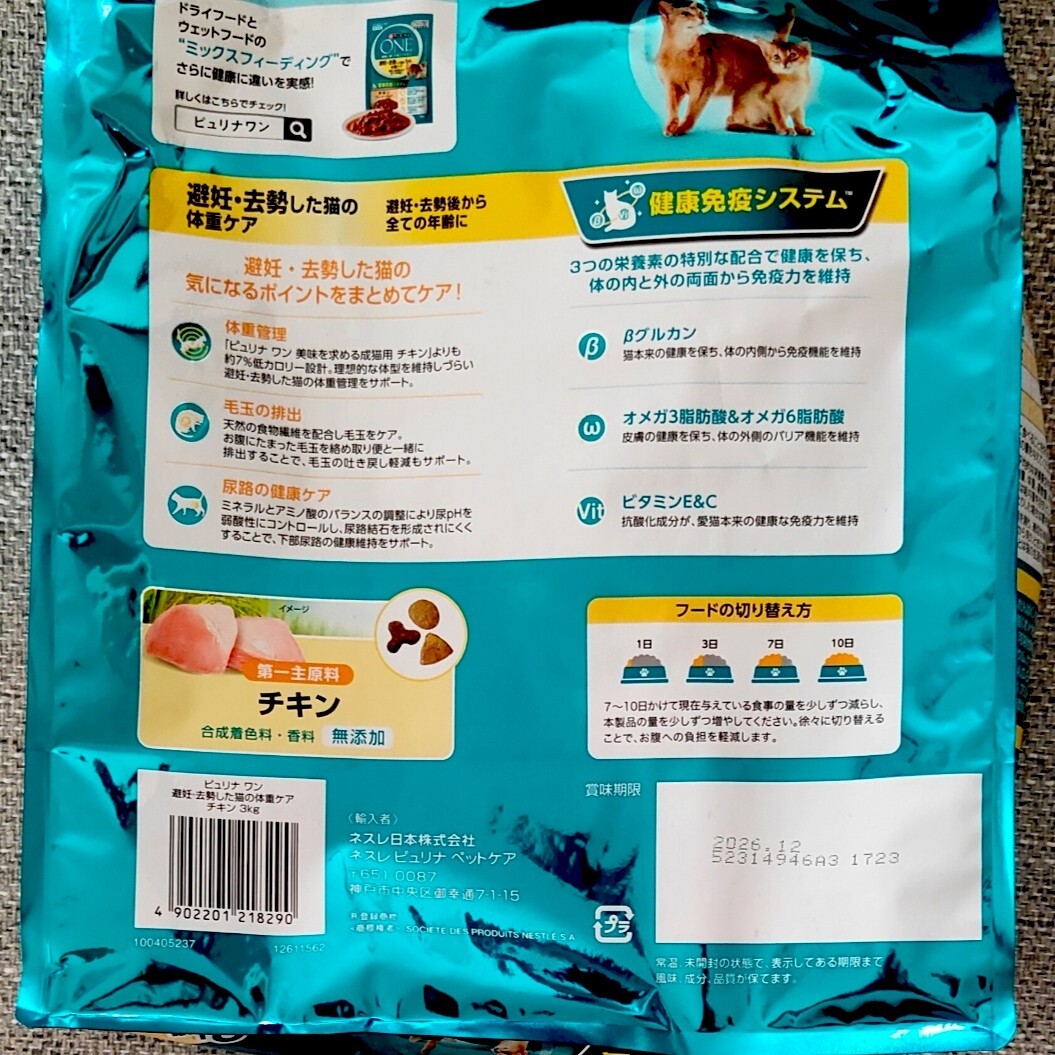 ドライフードと
ウェットフードの
"ミックスフィーディング"で
さらに健康に違いを実感!
詳しくはこちらでチェック!
ピュリナワン
ONE
避妊・去勢した猫の
体重ケア
避妊・去勢後から
全ての年齢に
健康免疫システム™
避妊・去勢した猫の
気になるポイントをまとめてケア!
体重管理
「ピュリナ ワン 美味を求める成猫用 チキン」よりも
約7%低カロリー設計。理想的な体型を維持しづらい
避妊・去勢した猫の体重管理をサポート。
毛玉の排出
天然の食物繊維を配合し毛玉をケア。
お腹にたまった毛玉を絡め取り便と一緒に
排出することで、毛玉の吐き戻し軽減もサポート。
尿路の健康ケア
ミネラルとアミノ酸のバランスの調整により尿pHを
弱酸性にコントロールし、尿路結石を形成されにくく
することで、下部尿路の健康維持をサポート。
3つの栄養素の特別な配合で健康を保ち、
体の内と外の両面から免疫力を維持
β
βグルカン
猫本来の健康を保ち、体の内側から免疫機能を維持
ω
オメガ3脂肪酸&オメガ6脂肪酸
皮膚の健康を保ち、体の外側のバリア機能を維持
Vit
ビタミンE&C
抗酸化成分が、愛猫本来の健康な免疫力を維持
イメージ
第一主原料
チキン
合成着色料・香料 無添加
フードの切り替え方
1日 3日 7日 10日
7〜10日かけて現在与えている食事の量を少しずつ減らし、
本製品の量を少しずつ増やしてください。徐々に切り替える
ことで、お腹への負担を軽減します。
ピュリナ ワン
避妊・去勢した猫の体重ケア
チキン 3kg
4 902201 218290
100405237 12611562
〈輸入者〉
ネスレ日本株式会社
ネスレ ピュリナ ペットケア
〒651 0087
神戸市中央区御幸通7-1-15
®登録商標
<商標権者> SOCIÉTÉ DES PRODUITS NESTLÉ S.A.
プラ
賞味期限
2026.12
52314946A3 1723
常温、未開封の状態で、表示してある期限まで
風味、成分、品質が保てます。